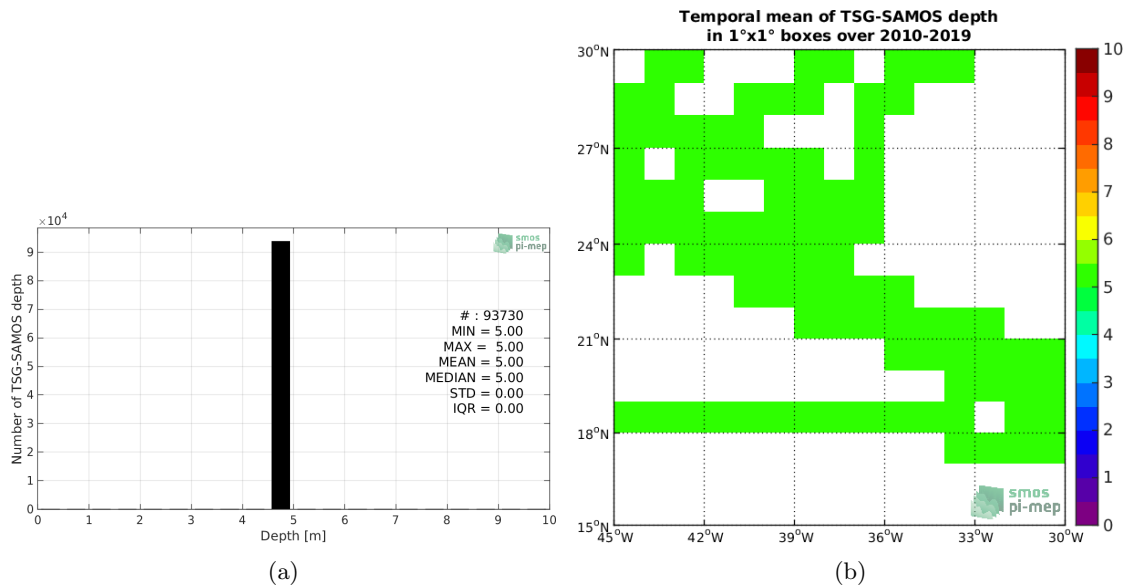 ×10⁴
9
8
7
6
5
4
3
2
1
0
Number of TSG-SAMOS depth
smos
pi-mep
# : 93730
MIN = 5.00
MAX = 5.00
MEAN = 5.00
MEDIAN = 5.00
STD = 0.00
IQR = 0.00
0 1 2 3 4 5 6 7 8 9 10
Depth [m]
(a)
Temporal mean of TSG-SAMOS depth
in 1°x1° boxes over 2010-2019
30°N
27°N
24°N
21°N
18°N
15°N
45°W 42°W 39°W 36°W 33°W 30°W
smos
pi-mep
10
9
8
7
6
5
4
3
2
1
0
(b)